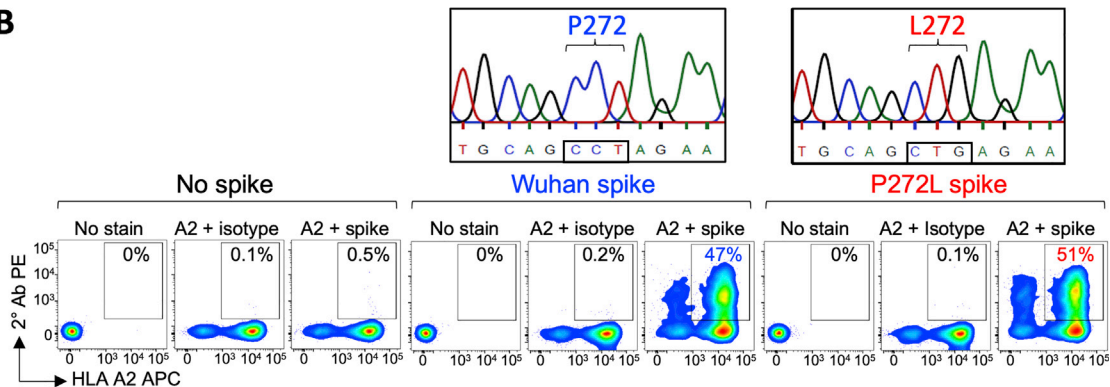 B
P272
L272
T G C A G C C T A G A A
T G C A G C T G A G A A
No spike
Wuhan spike
P272L spike
No stain
A2 + isotype
A2 + spike
No stain
A2 + isotype
A2 + spike
No stain
A2 + Isotype
A2 + spike
0%
0.1%
0.5%
0%
0.2%
47%
0%
0.1%
51%
2° Ab PE
10⁵
10⁴
10³
0
0 10³ 10⁴ 10⁵
0 10³ 10⁴ 10⁵
0 10³ 10⁴ 10⁵
0 10³ 10⁴ 10⁵
0 10³ 10⁴ 10⁵
0 10³ 10⁴ 10⁵
0 10³ 10⁴ 10⁵
0 10³ 10⁴ 10⁵
0 10³ 10⁴ 10⁵
HLA A2 APC